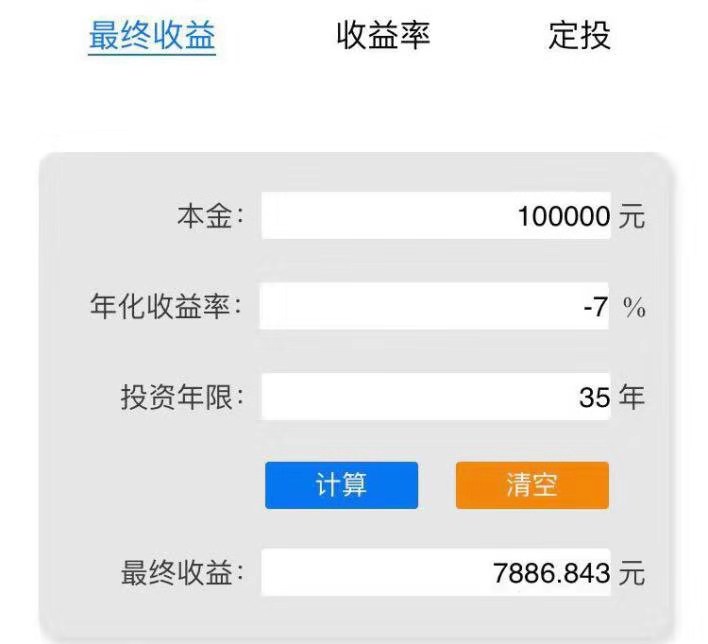 最终收益 收益率 定投
本金: 100000 元
年化收益率: -7 %
投资年限: 35 年
计算 清空
最终收益: 7886.843 元